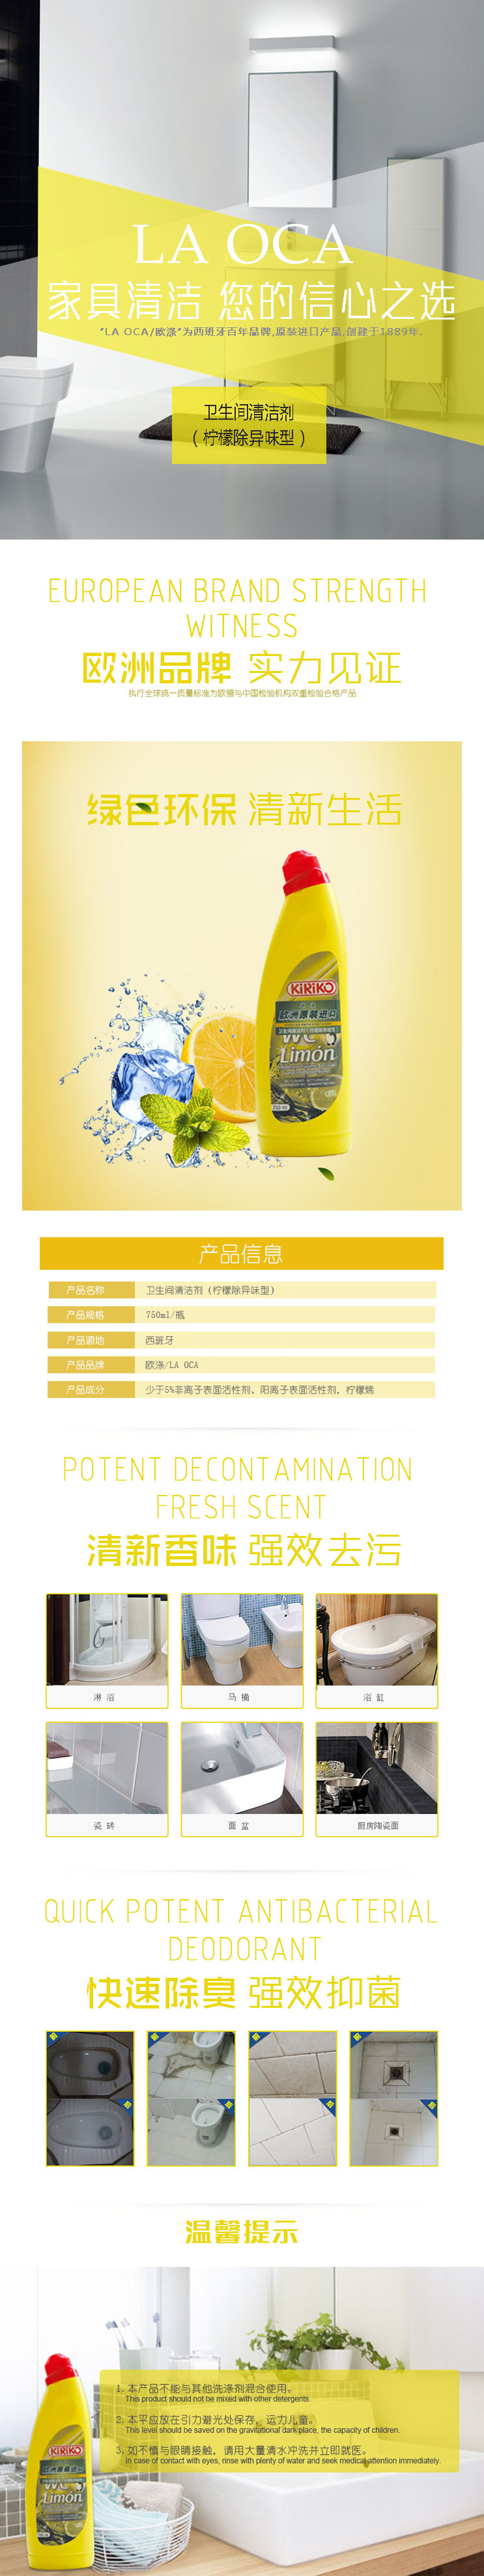 LA OCA
家具清洁 您的信心之选
"LA OCA/欧涤"为西班牙百年品牌,原装进口产品,创建于1889年.
卫生间清洁剂
（柠檬除异味型）
EUROPEAN BRAND STRENGTH
WITNESS
欧洲品牌 实力见证
执行全球统一质量标准为欧盟与中国检验机构双重检验合格产品
绿色环保 清新生活
KIRIKO
欧洲原装进口
WC
Limón
750 ml
产品信息
产品名称 卫生间清洁剂（柠檬除异味型）
产品规格 750ml/瓶
产品源地 西班牙
产品品牌 欧涤/LA OCA
产品成分 少于5%非离子表面活性剂、阳离子表面活性剂，柠檬烯
POTENT DECONTAMINATION
FRESH SCENT
清新香味 强效去污
淋 浴 马 桶 浴 缸
瓷 砖 面 盆 厨房陶瓷面
QUICK POTENT ANTIBACTERIAL
DEODORANT
快速除臭 强效抑菌
温馨提示
1. 本产品不能与其他洗涤剂混合使用。
This product should not be mixed with other detergents.
2. 本平应放在引力避光处保存，运力儿童。
This level should be saved on the gravitational dark place, the capacity of children.
3. 如不慎与眼睛接触，请用大量清水冲洗并立即就医。
In case of contact with eyes, rinse with plenty of water and seek medical attention immediately.
KIRIKO
欧洲原装进口
WC
Limón